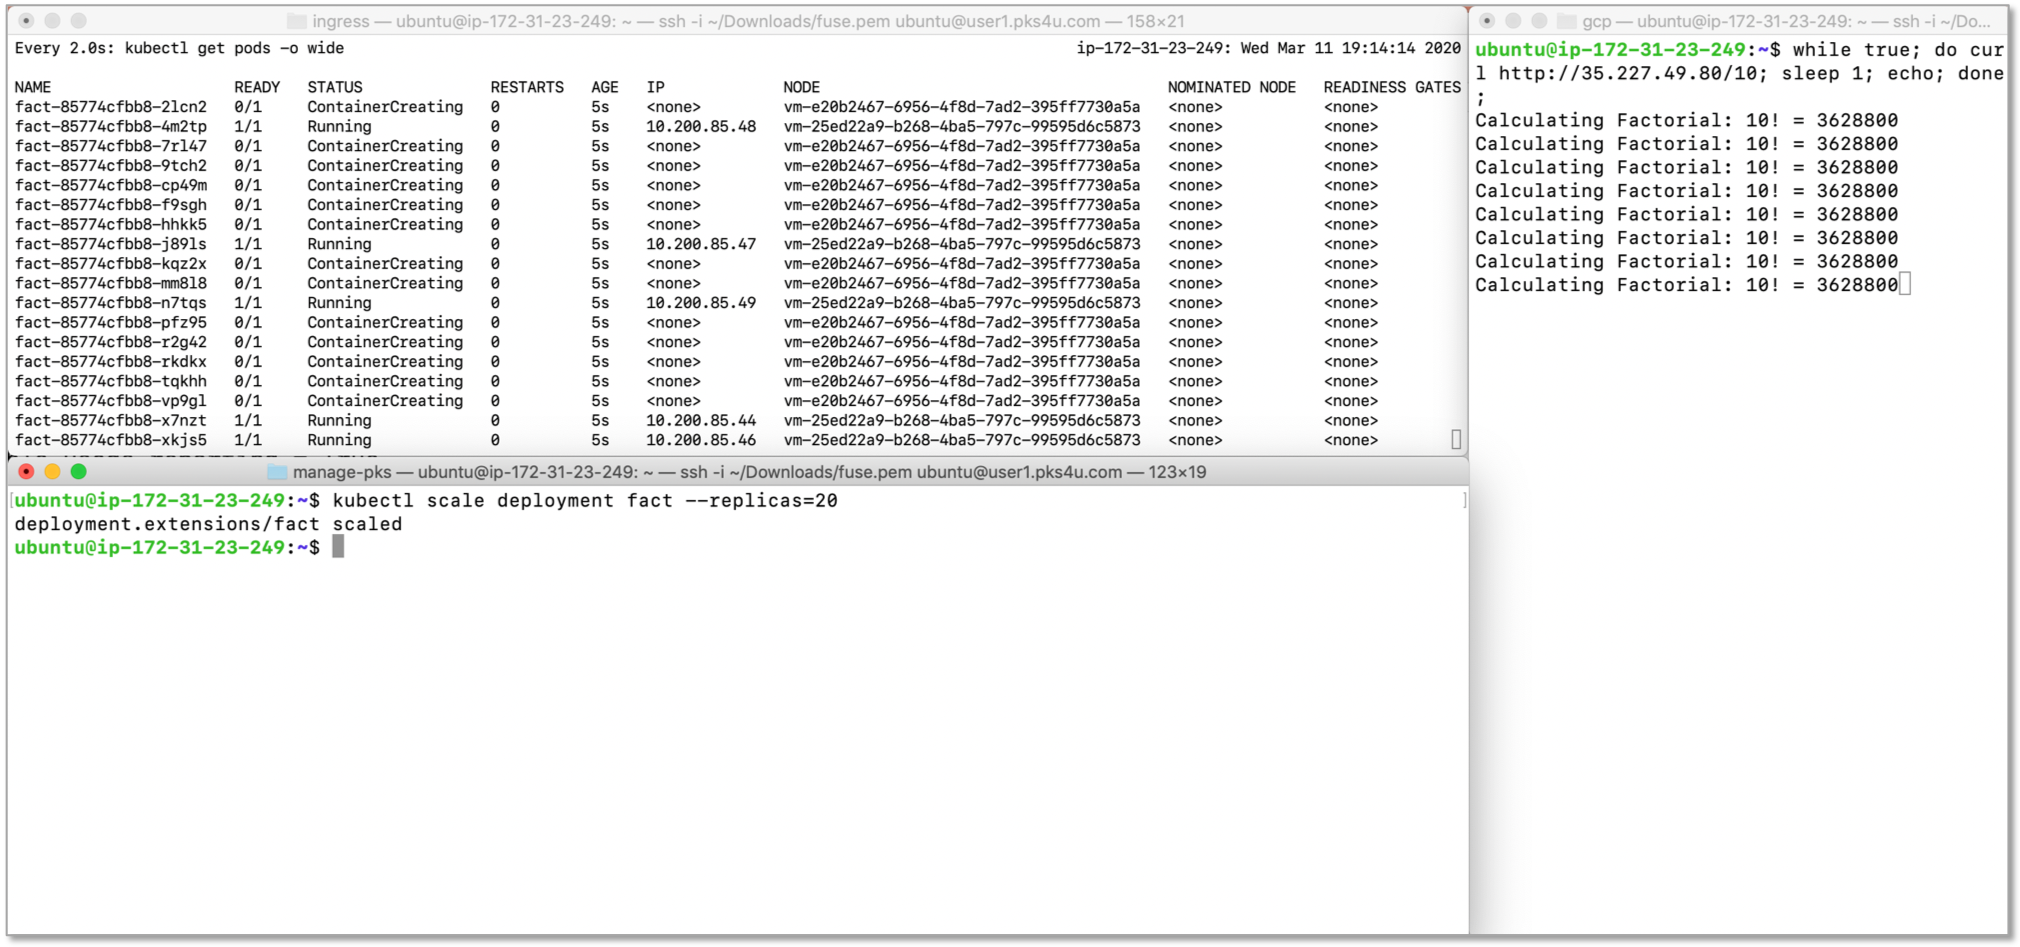 ingress — ubuntu@ip-172-31-23-249: ~ — ssh -i ~/Downloads/fuse.pem ubuntu@user1.pks4u.com — 158×21
Every 2.0s: kubectl get pods -o wide ip-172-31-23-249: Wed Mar 11 19:14:14 2020
NAME READY STATUS RESTARTS AGE IP NODE NOMINATED NODE READINESS GATES
fact-85774cfbb8-2lcn2 0/1 ContainerCreating 0 5s <none> vm-e20b2467-6956-4f8d-7ad2-395ff7730a5a <none> <none>
fact-85774cfbb8-4m2tp 1/1 Running 0 5s 10.200.85.48 vm-25ed22a9-b268-4ba5-797c-99595d6c5873 <none> <none>
fact-85774cfbb8-7rl47 0/1 ContainerCreating 0 5s <none> vm-e20b2467-6956-4f8d-7ad2-395ff7730a5a <none> <none>
fact-85774cfbb8-9tch2 0/1 ContainerCreating 0 5s <none> vm-e20b2467-6956-4f8d-7ad2-395ff7730a5a <none> <none>
fact-85774cfbb8-cp49m 0/1 ContainerCreating 0 5s <none> vm-e20b2467-6956-4f8d-7ad2-395ff7730a5a <none> <none>
fact-85774cfbb8-f9sgh 0/1 ContainerCreating 0 5s <none> vm-e20b2467-6956-4f8d-7ad2-395ff7730a5a <none> <none>
fact-85774cfbb8-hhkk5 0/1 ContainerCreating 0 5s <none> vm-e20b2467-6956-4f8d-7ad2-395ff7730a5a <none> <none>
fact-85774cfbb8-j89ls 1/1 Running 0 5s 10.200.85.47 vm-25ed22a9-b268-4ba5-797c-99595d6c5873 <none> <none>
fact-85774cfbb8-kqz2x 0/1 ContainerCreating 0 5s <none> vm-e20b2467-6956-4f8d-7ad2-395ff7730a5a <none> <none>
fact-85774cfbb8-mm8l8 0/1 ContainerCreating 0 5s <none> vm-e20b2467-6956-4f8d-7ad2-395ff7730a5a <none> <none>
fact-85774cfbb8-n7tqs 1/1 Running 0 5s 10.200.85.49 vm-25ed22a9-b268-4ba5-797c-99595d6c5873 <none> <none>
fact-85774cfbb8-pfz95 0/1 ContainerCreating 0 5s <none> vm-e20b2467-6956-4f8d-7ad2-395ff7730a5a <none> <none>
fact-85774cfbb8-r2g42 0/1 ContainerCreating 0 5s <none> vm-e20b2467-6956-4f8d-7ad2-395ff7730a5a <none> <none>
fact-85774cfbb8-rkdkx 0/1 ContainerCreating 0 5s <none> vm-e20b2467-6956-4f8d-7ad2-395ff7730a5a <none> <none>
fact-85774cfbb8-tqkhh 0/1 ContainerCreating 0 5s <none> vm-e20b2467-6956-4f8d-7ad2-395ff7730a5a <none> <none>
fact-85774cfbb8-vp9gl 0/1 ContainerCreating 0 5s <none> vm-e20b2467-6956-4f8d-7ad2-395ff7730a5a <none> <none>
fact-85774cfbb8-x7nzt 1/1 Running 0 5s 10.200.85.44 vm-25ed22a9-b268-4ba5-797c-99595d6c5873 <none> <none>
fact-85774cfbb8-xkjs5 1/1 Running 0 5s 10.200.85.46 vm-25ed22a9-b268-4ba5-797c-99595d6c5873 <none> <none>
manage-pks — ubuntu@ip-172-31-23-249: ~ — ssh -i ~/Downloads/fuse.pem ubuntu@user1.pks4u.com — 123×19
[ubuntu@ip-172-31-23-249:~$ kubectl scale deployment fact --replicas=20 ]
deployment.extensions/fact scaled
ubuntu@ip-172-31-23-249:~$
gcp — ubuntu@ip-172-31-23-249: ~ — ssh -i ~/Do...
ubuntu@ip-172-31-23-249:~$ while true; do cur
l http://35.227.49.80/10; sleep 1; echo; done
;
Calculating Factorial: 10! = 3628800
Calculating Factorial: 10! = 3628800
Calculating Factorial: 10! = 3628800
Calculating Factorial: 10! = 3628800
Calculating Factorial: 10! = 3628800
Calculating Factorial: 10! = 3628800
Calculating Factorial: 10! = 3628800
Calculating Factorial: 10! = 3628800